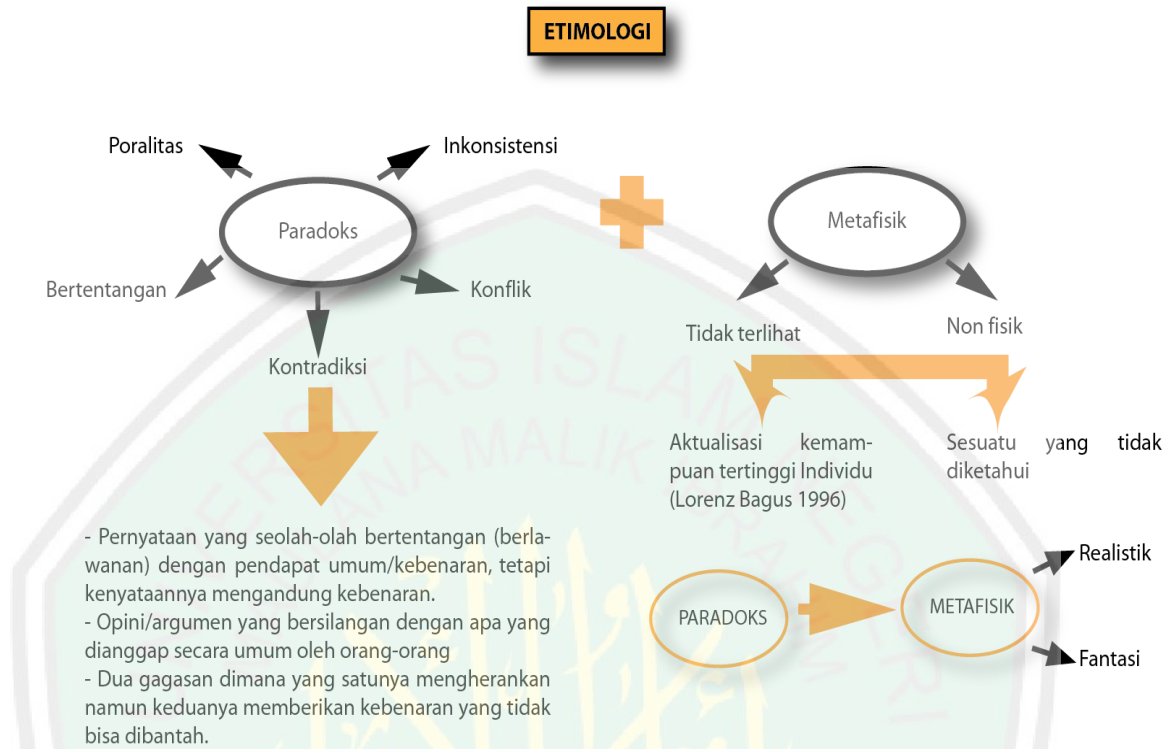 ETIMOLOGI
Poralitas
Inkonsistensi
Paradoks
Metafisik
Bertentangan
Konflik
Kontradiksi
Tidak terlihat
Non fisik
Aktualisasi kemam-
puan tertinggi Individu
(Lorenz Bagus 1996)
Sesuatu yang tidak
diketahui
- Pernyataan yang seolah-olah bertentangan (berla-
wanan) dengan pendapat umum/kebenaran, tetapi
kenyataannya mengandung kebenaran.
- Opini/argumen yang bersilangan dengan apa yang
dianggap secara umum oleh orang-orang
- Dua gagasan dimana yang satunya mengherankan
namun keduanya memberikan kebenaran yang tidak
bisa dibantah.
PARADOKS
METAFISIK
Realistik
Fantasi